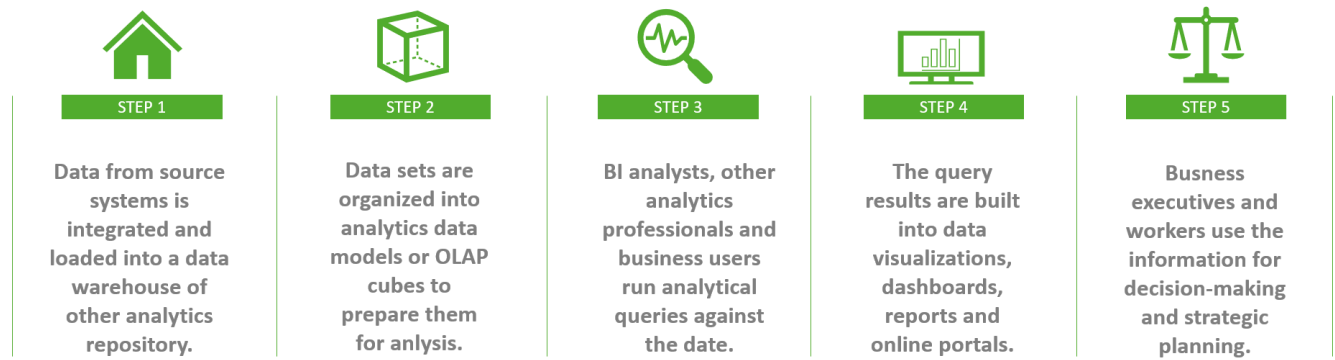 STEP 1
Data from source
systems is
integrated and
loaded into a data
warehouse of
other analytics
repository.
STEP 2
Data sets are
organized into
analytics data
models or OLAP
cubes to
prepare them
for anlysis.
STEP 3
BI analysts, other
analytics
professionals and
business users
run analytical
queries against
the date.
STEP 4
The query
results are built
into data
visualizations,
dashboards,
reports and
online portals.
STEP 5
Busness
executives and
workers use the
information for
decision-making
and strategic
planning.